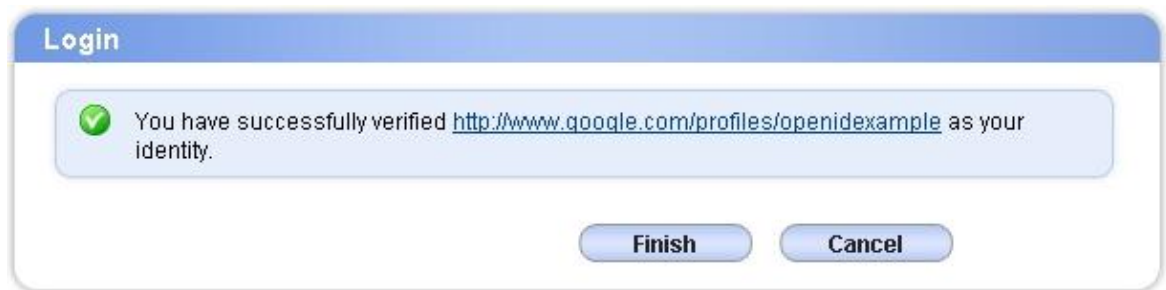 Login
You have successfully verified http://www.google.com/profiles/openidexample as your
identity.
Finish Cancel